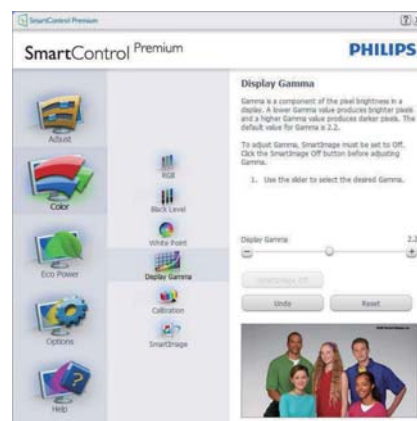 SmartControl Premium
SmartControl Premium
PHILIPS
Adjust
Color
Eco Power
Options
Help
RGB
Black Level
White Point
Display Gamma
Calibration
SmartImage
Display Gamma
Gamma is a component of the pixel brightness in a
display. A lower Gamma value produces brighter pixels
and a higher Gamma value produces darker pixels. The
default value for Gamma is 2.2.
To adjust Gamma, SmartImage must be set to Off.
Click the SmartImage Off button before adjusting
Gamma.
1. Use the slider to select the desired Gamma.
Display Gamma 2.2
SmartImage Off
Undo Reset